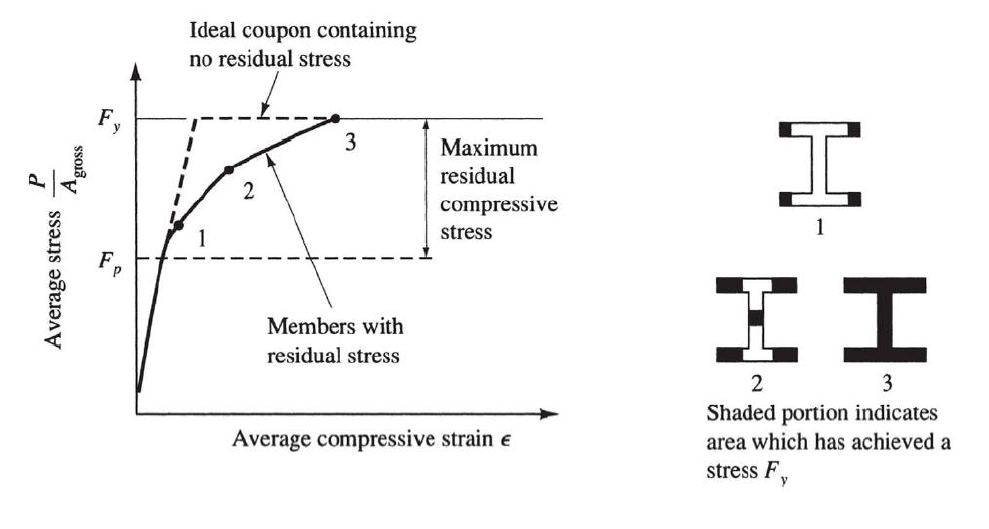 Ideal coupon containing
no residual stress
F_y
3
Maximum
residual
compressive
stress
2
1
F_p
Average stress P/A_gross
Members with
residual stress
Average compressive strain ϵ
1
2
3
Shaded portion indicates
area which has achieved a
stress F_y